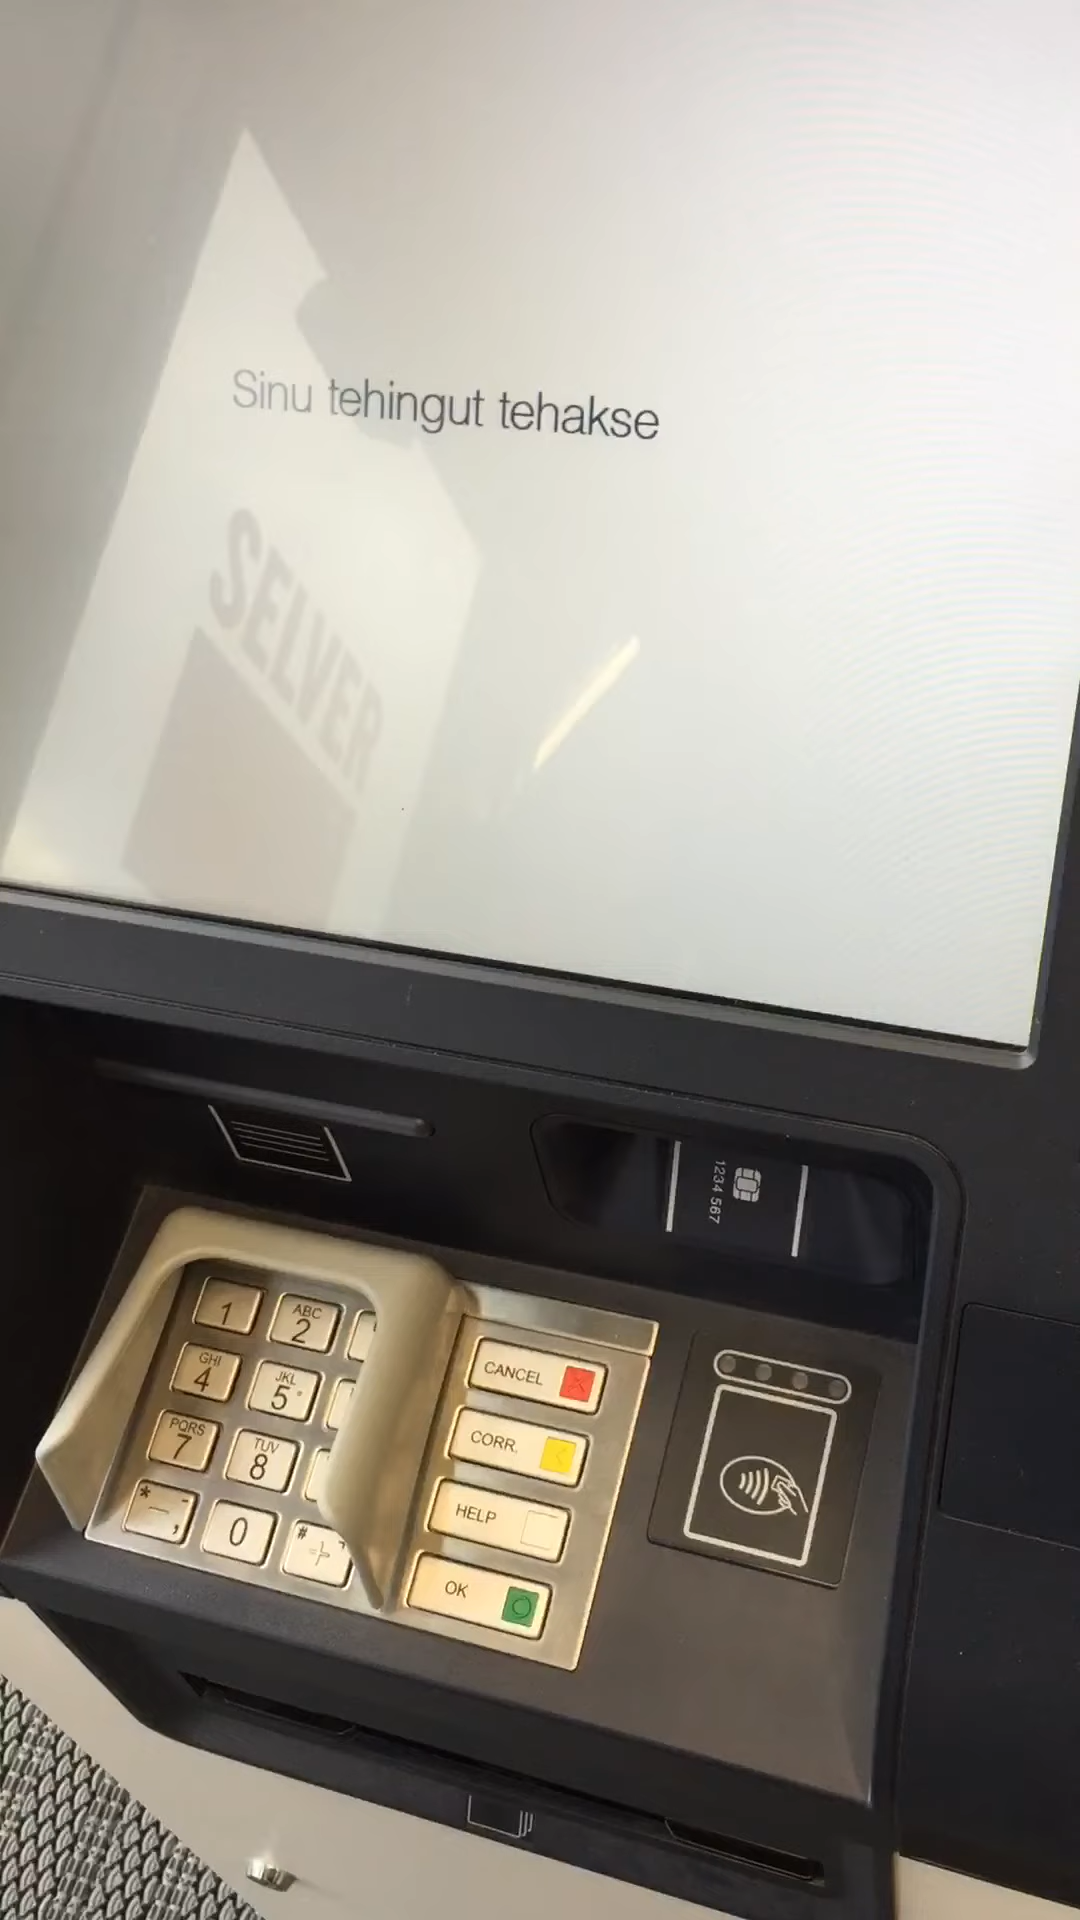 Sinu tehingut tehakse
SELVER
1234 567
1
ABC
2
CANCEL
GHI
4
JKL
5
CORR.
PQRS
7
TUV
8
HELP
* — ,
0
# +
OK